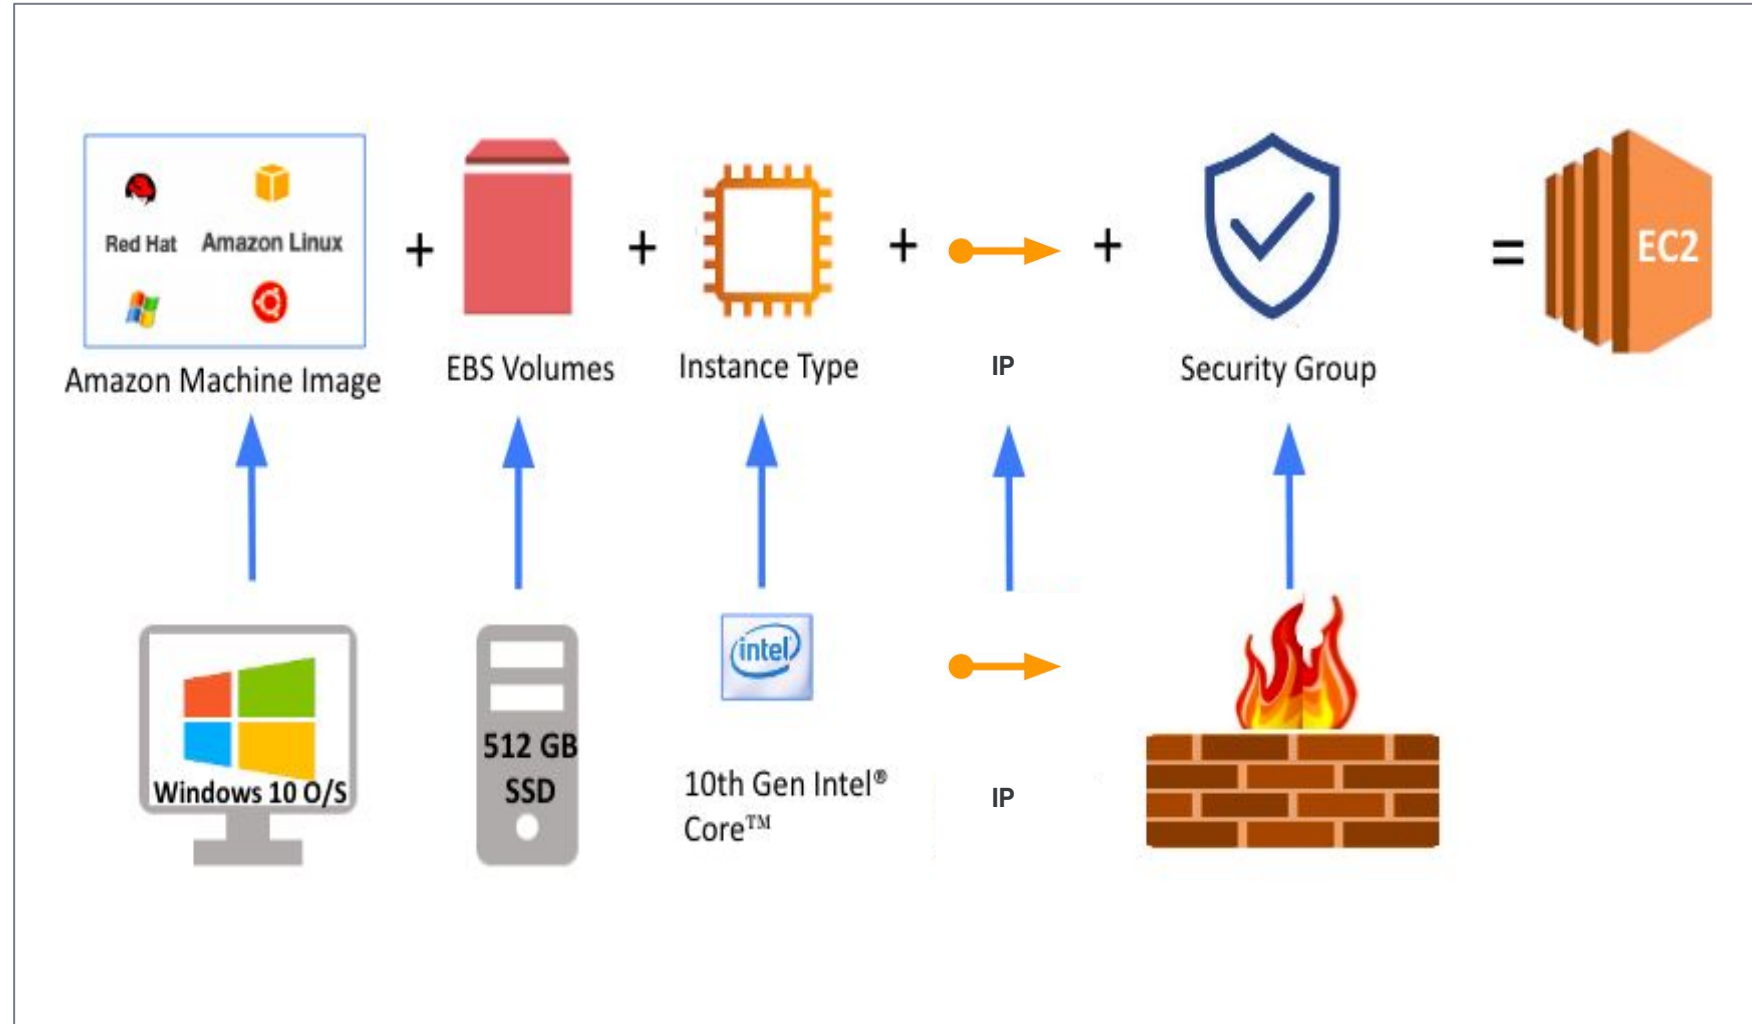 Red Hat
Amazon Linux
+
+
+
+
=
EC2
Amazon Machine Image
EBS Volumes
Instance Type
IP
Security Group
Windows 10 O/S
512 GB
SSD
intel
10th Gen Intel®
Core™
IP